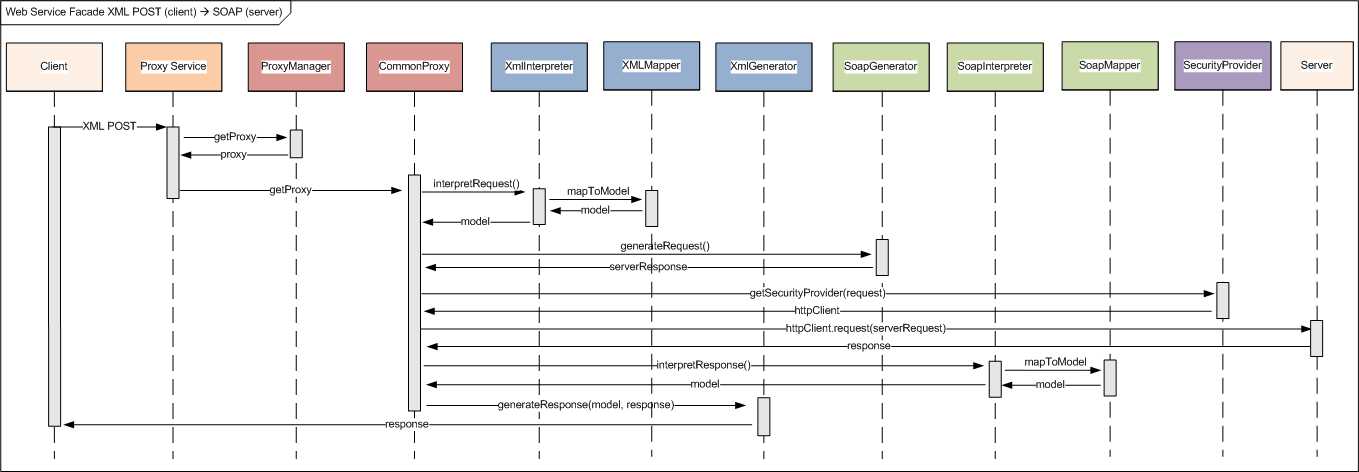 Web Service Facade XML POST (client) → SOAP (server)
Client
Proxy Service
ProxyManager
CommonProxy
XmlInterpreter
XMLMapper
XmlGenerator
SoapGenerator
SoapInterpreter
SoapMapper
SecurityProvider
Server
XML POST
getProxy
proxy
getProxy
interpretRequest()
mapToModel
model
model
generateRequest()
serverResponse
getSecurityProvider(request)
httpClient
httpClient.request(serverRequest)
response
interpretResponse()
mapToModel
model
model
generateResponse(model, response)
response